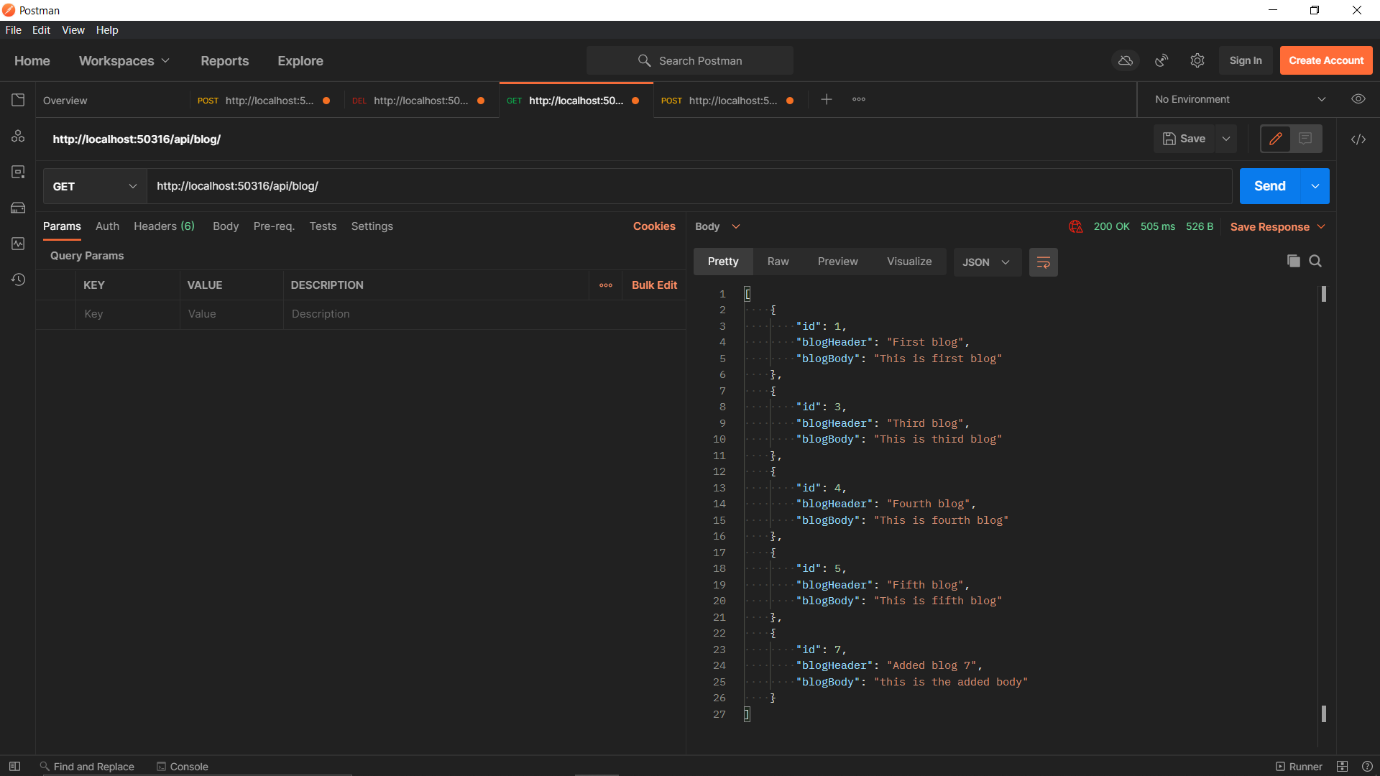 Postman
File Edit View Help
Home Workspaces Reports Explore Search Postman Sign In Create Account
Overview POST http://localhost:5... DEL http://localhost:50... GET http://localhost:50... POST http://localhost:5... No Environment
http://localhost:50316/api/blog/ Save
GET http://localhost:50316/api/blog/ Send
Params Auth Headers (6) Body Pre-req. Tests Settings Cookies
Body 200 OK 505 ms 526 B Save Response
Query Params
KEY VALUE DESCRIPTION Bulk Edit
Key Value Description
Pretty Raw Preview Visualize JSON
1 [
2 {
3 "id": 1,
4 "blogHeader": "First blog",
5 "blogBody": "This is first blog"
6 },
7 {
8 "id": 3,
9 "blogHeader": "Third blog",
10 "blogBody": "This is third blog"
11 },
12 {
13 "id": 4,
14 "blogHeader": "Fourth blog",
15 "blogBody": "This is fourth blog"
16 },
17 {
18 "id": 5,
19 "blogHeader": "Fifth blog",
20 "blogBody": "This is fifth blog"
21 },
22 {
23 "id": 7,
24 "blogHeader": "Added blog 7",
25 "blogBody": "this is the added body"
26 }
27 ]
Find and Replace Console Runner